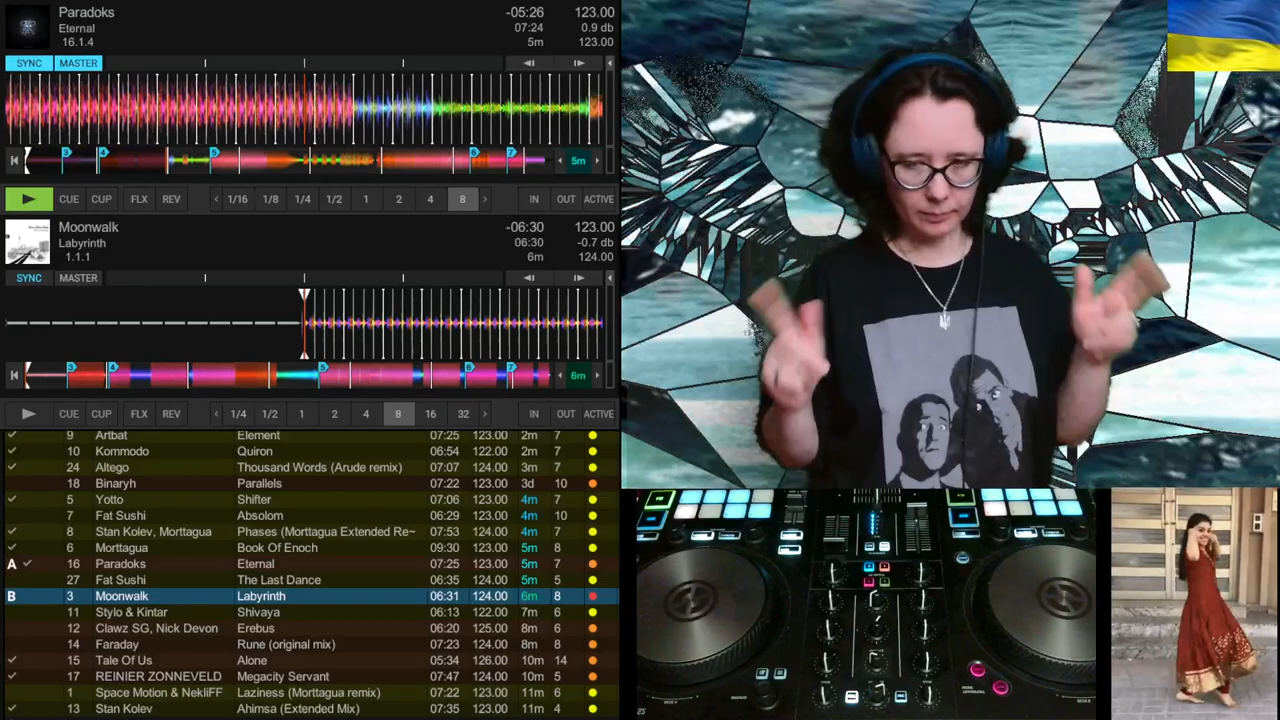 Paradoks -05:26 123.00
Eternal 07:24 0.9 db
16.1.4 5m 123.00
SYNC MASTER
3 4 5 6 7 5m
CUE CUP FLX REV 1/16 1/8 1/4 1/2 1 2 4 8 IN OUT ACTIVE
Moonwalk -06:30 123.00
Labyrinth 06:30 -0.7 db
1.1.1 6m 124.00
SYNC MASTER
3 4 5 6 7 6m
CUE CUP FLX REV 1/4 1/2 1 2 4 8 16 32 IN OUT ACTIVE
9 Artbat Element 07:25 123.00 2m 7
10 Kommodo Quiron 06:54 122.00 2m 7
24 Altego Thousand Words (Arude remix) 07:07 124.00 3m 7
18 Binaryh Parallels 07:22 123.00 3d 10
5 Yotto Shifter 07:06 123.00 4m 7
7 Fat Sushi Absolom 06:29 123.00 4m 10
8 Stan Kolev, Morttagua Phases (Morttagua Extended Re~ 07:53 124.00 4m 7
6 Morttagua Book Of Enoch 09:30 123.00 5m 8
A 16 Paradoks Eternal 07:25 123.00 5m 7
27 Fat Sushi The Last Dance 06:35 124.00 5m 5
B 3 Moonwalk Labyrinth 06:31 124.00 6m 8
11 Stylo & Kintar Shivaya 06:13 122.00 7m 6
12 Clawz SG, Nick Devon Erebus 06:20 125.00 8m 6
14 Faraday Rune (original mix) 07:23 124.00 8m 8
15 Tale Of Us Alone 05:34 126.00 10m 14
17 REINIER ZONNEVELD Megacity Servant 07:47 124.00 10m 5
1 Space Motion & NekliFF Laziness (Morttagua remix) 07:22 123.00 11m 6
13 Stan Kolev Ahimsa (Extended Mix) 07:35 123.00 11m 4